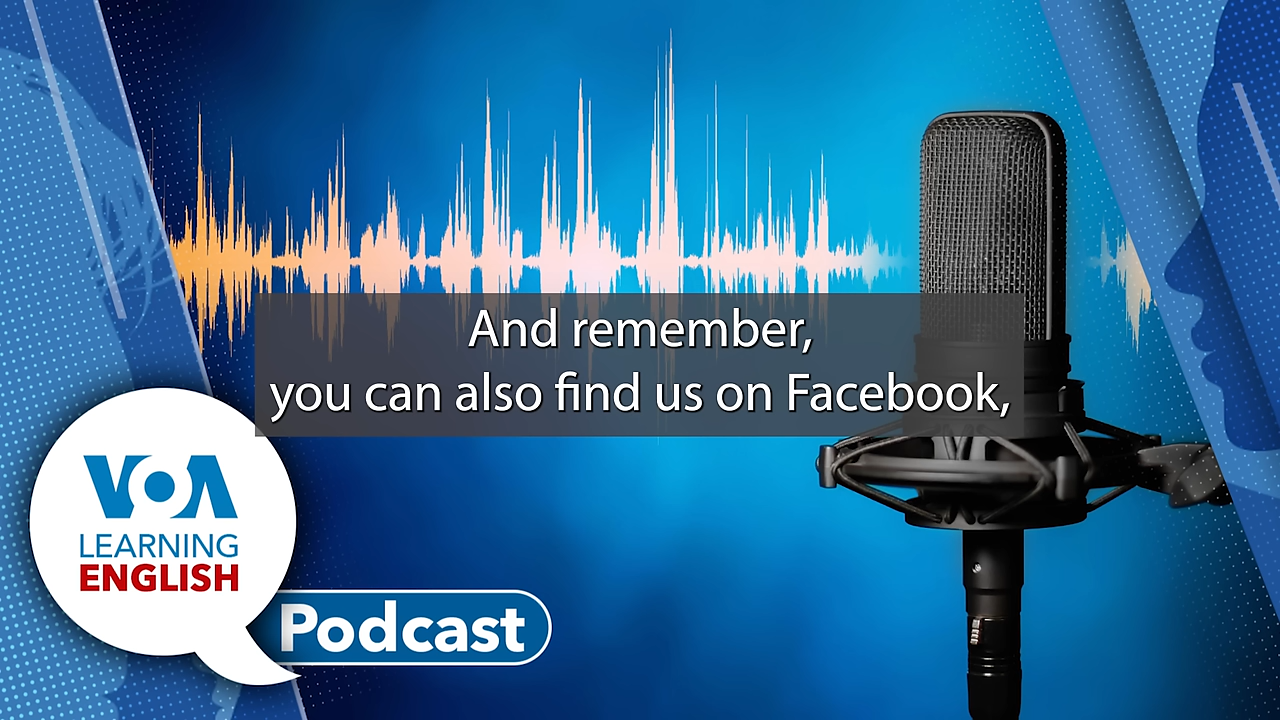 And remember,
you can also find us on Facebook,
VOA
LEARNING
ENGLISH
Podcast